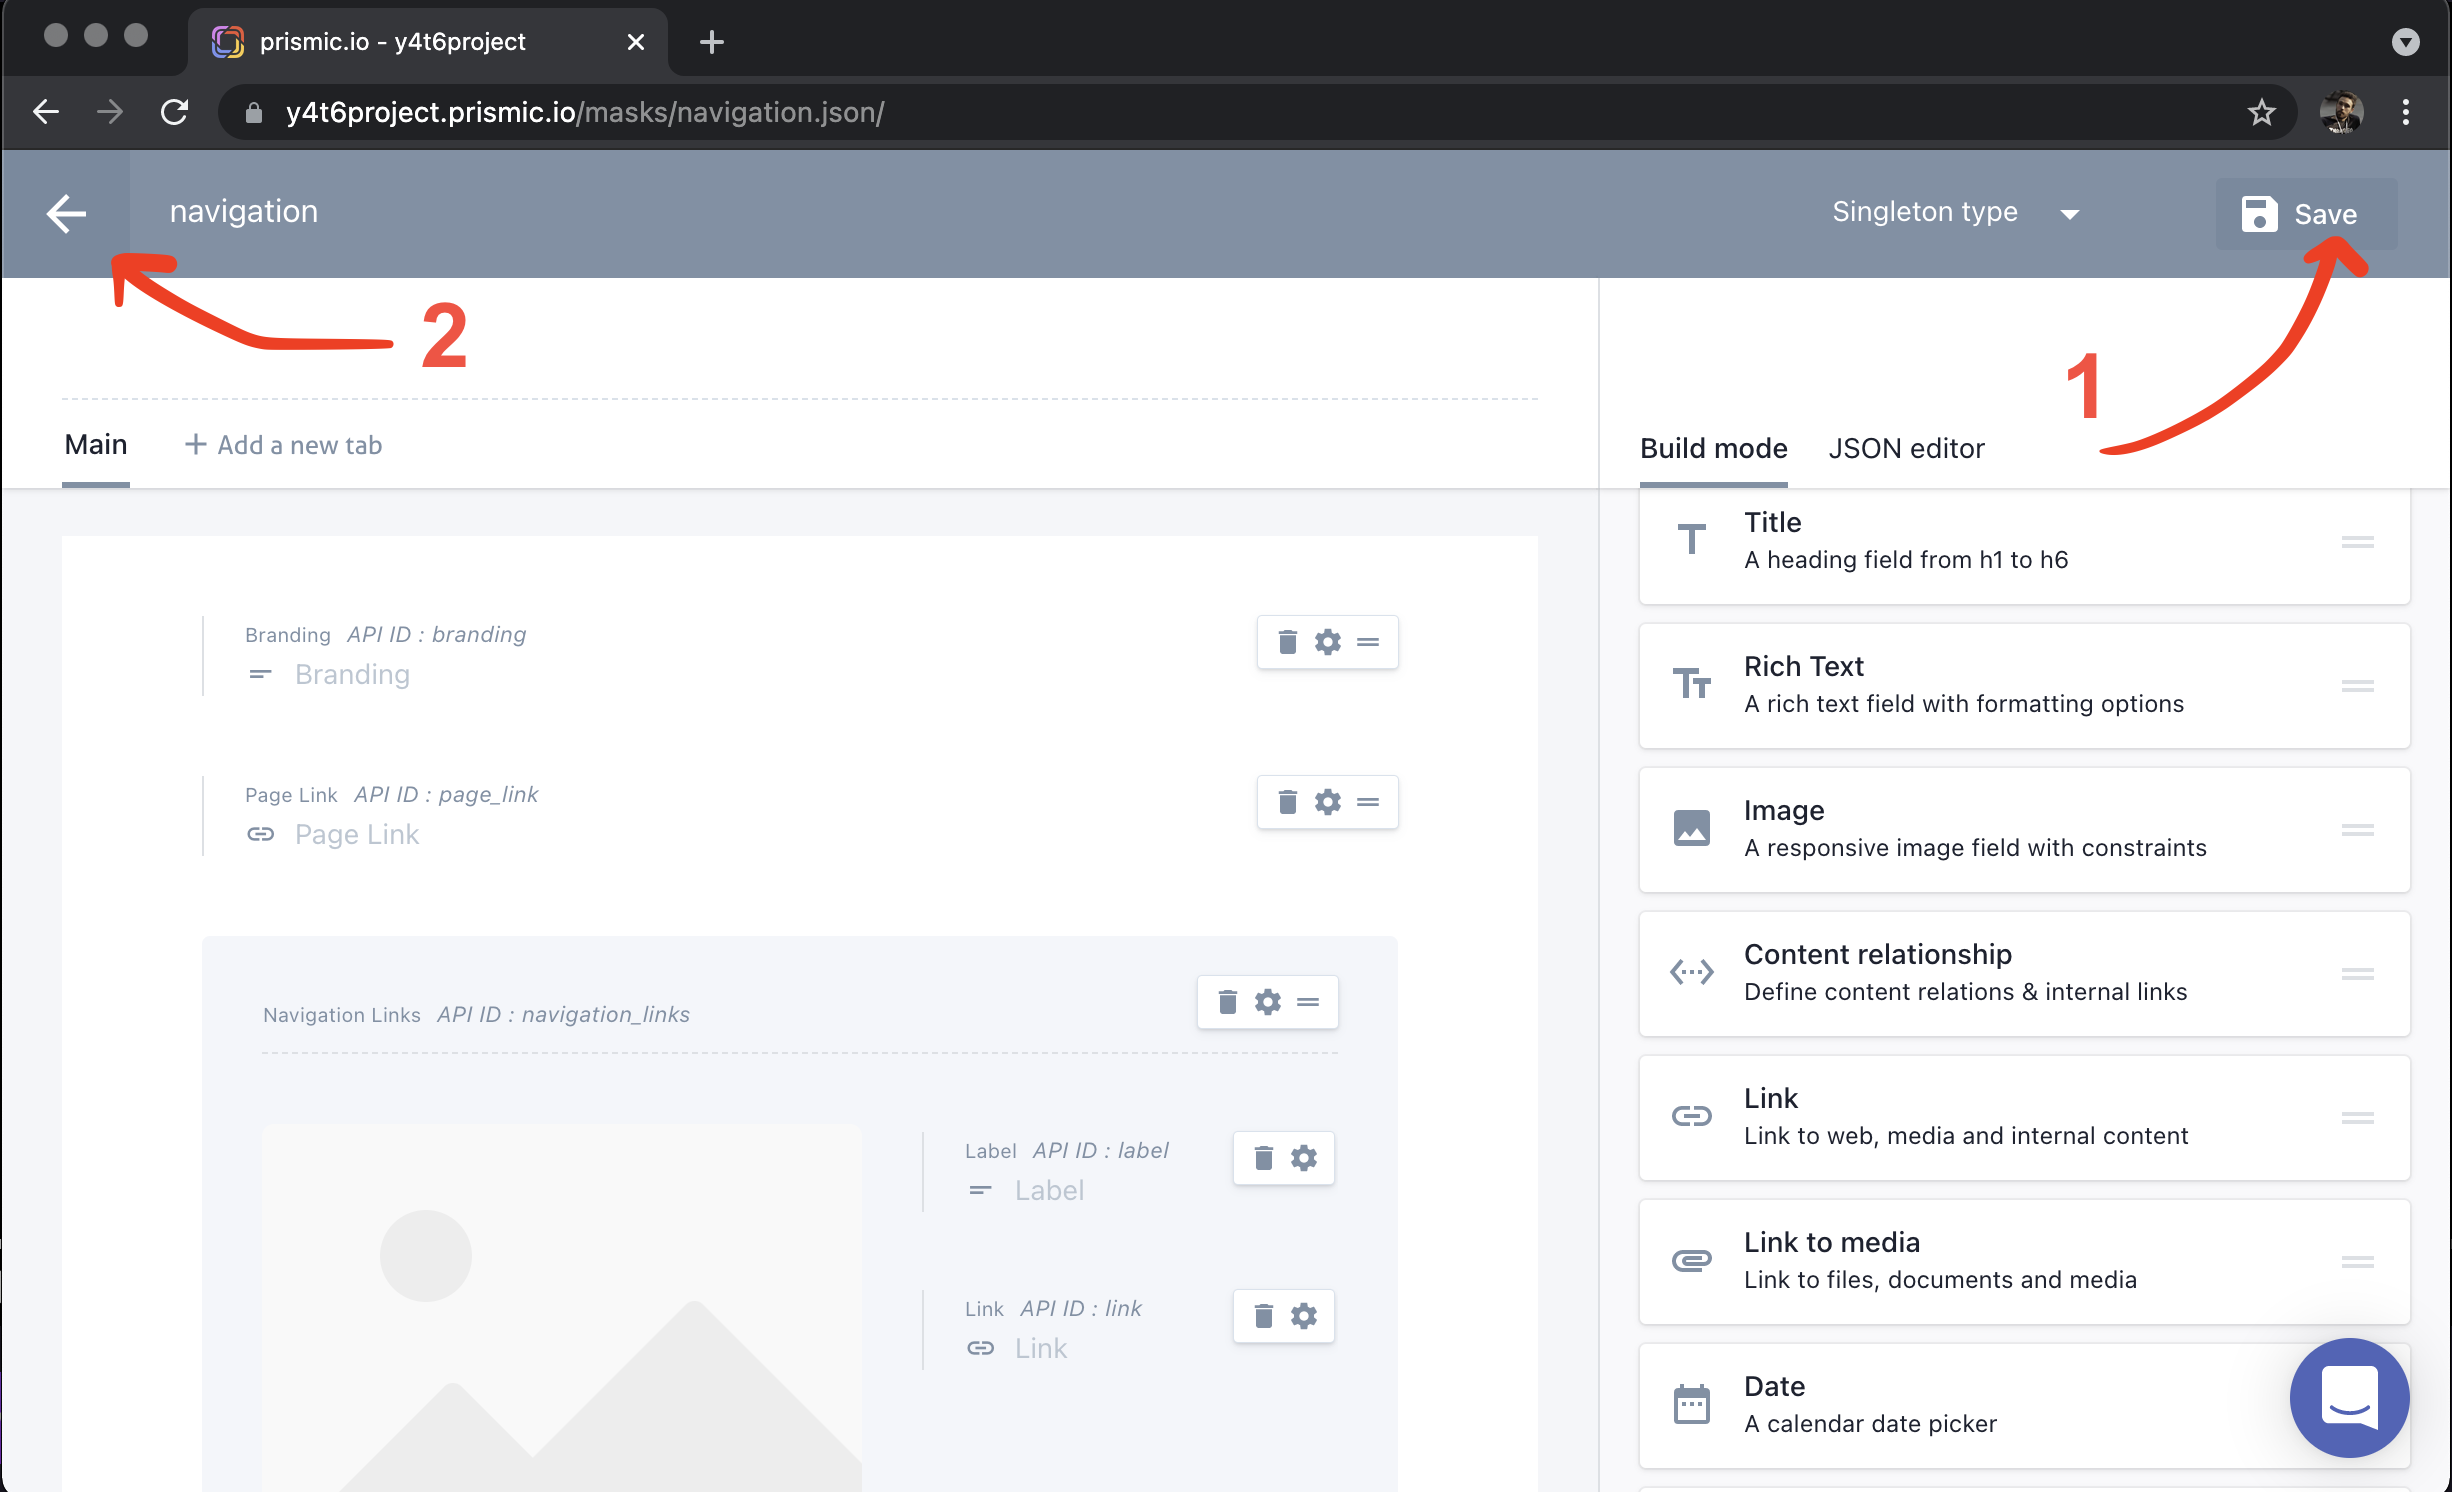 prismic.io - y4t6project
y4t6project.prismic.io/masks/navigation.json/
navigation
Singleton type
Save
2
1
Main
+ Add a new tab
Build mode
JSON editor
Branding API ID : branding
Branding
Page Link API ID : page_link
Page Link
Navigation Links API ID : navigation_links
Label API ID : label
Label
Link API ID : link
Link
Title
A heading field from h1 to h6
Rich Text
A rich text field with formatting options
Image
A responsive image field with constraints
Content relationship
Define content relations & internal links
Link
Link to web, media and internal content
Link to media
Link to files, documents and media
Date
A calendar date picker